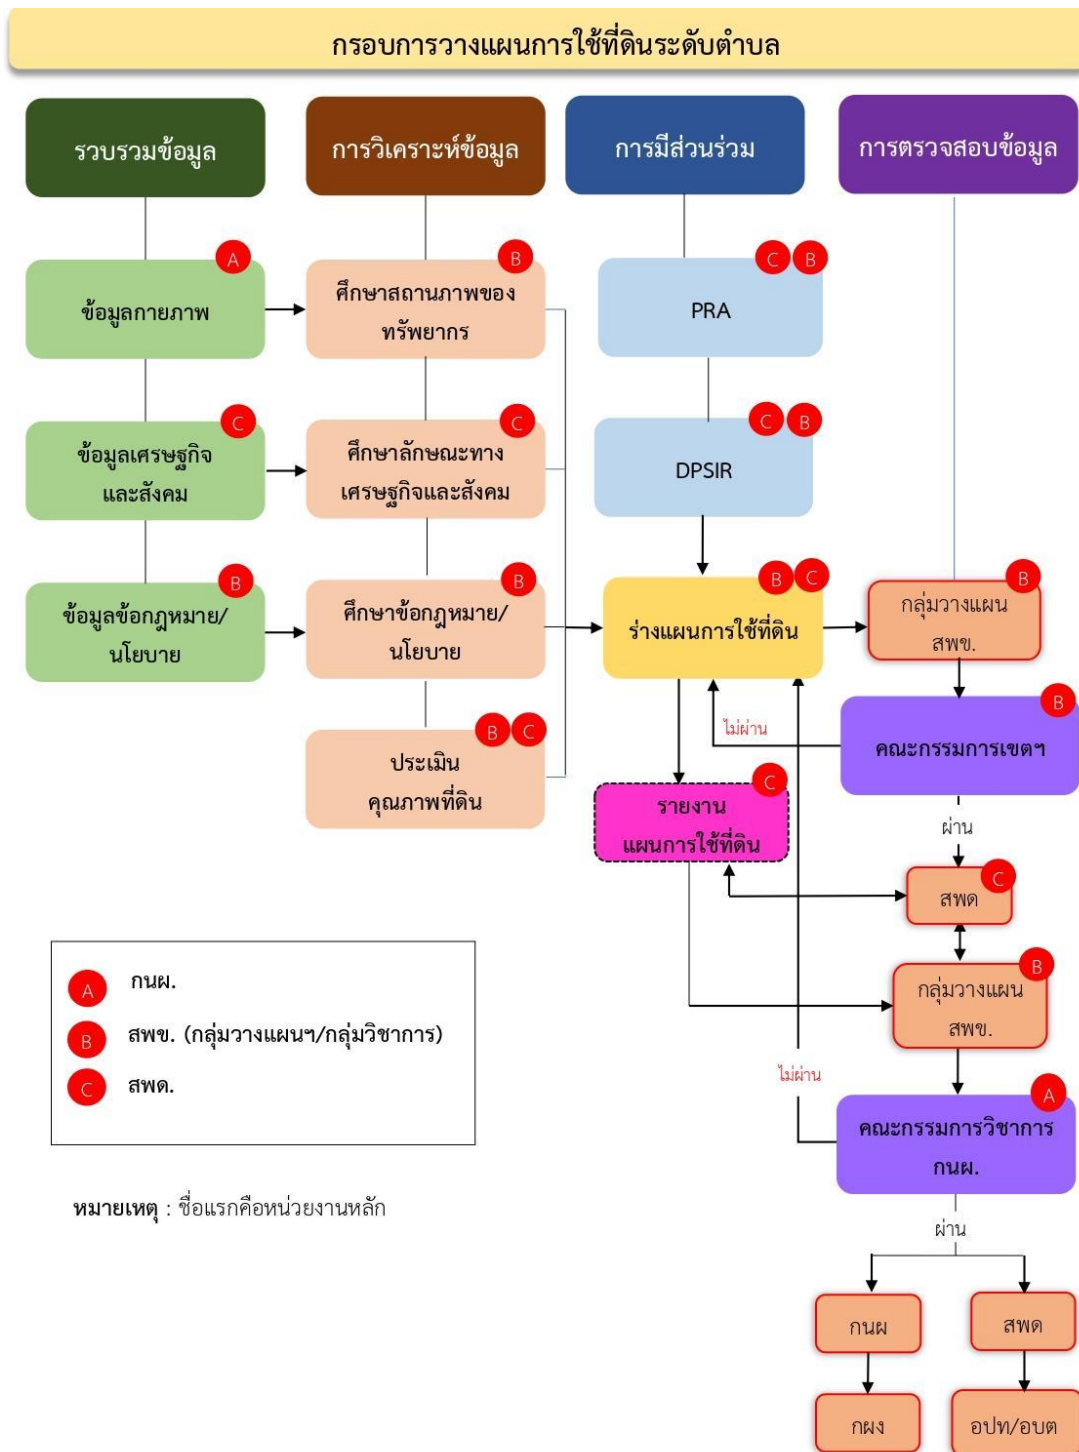 กรอบการวางแผนการใช้ที่ดินระดับตำบล
รวบรวมข้อมูล
การวิเคราะห์ข้อมูล
การมีส่วนร่วม
การตรวจสอบข้อมูล
A
ข้อมูลกายภาพ
B
ศึกษาสถานภาพของ
ทรัพยากร
C B
PRA
C
ข้อมูลเศรษฐกิจ
และสังคม
C
ศึกษาลักษณะทาง
เศรษฐกิจและสังคม
C B
DPSIR
B
ข้อมูลข้อกฎหมาย/
นโยบาย
B
ศึกษาข้อกฎหมาย/
นโยบาย
B C
ร่างแผนการใช้ที่ดิน
B
กลุ่มวางแผน
สพข.
B C
ประเมิน
คุณภาพที่ดิน
ไม่ผ่าน
B
คณะกรรมการเขตฯ
C
รายงาน
แผนการใช้ที่ดิน
ผ่าน
C
สพด
B
กลุ่มวางแผน
สพข.
ไม่ผ่าน
A
คณะกรรมการวิชาการ
กนผ.
ผ่าน
กนผ
สพด
กผง
อปท/อบต
A กนผ.
B สพข. (กลุ่มวางแผนฯ/กลุ่มวิชาการ)
C สพด.
หมายเหตุ : ชื่อแรกคือหน่วยงานหลัก